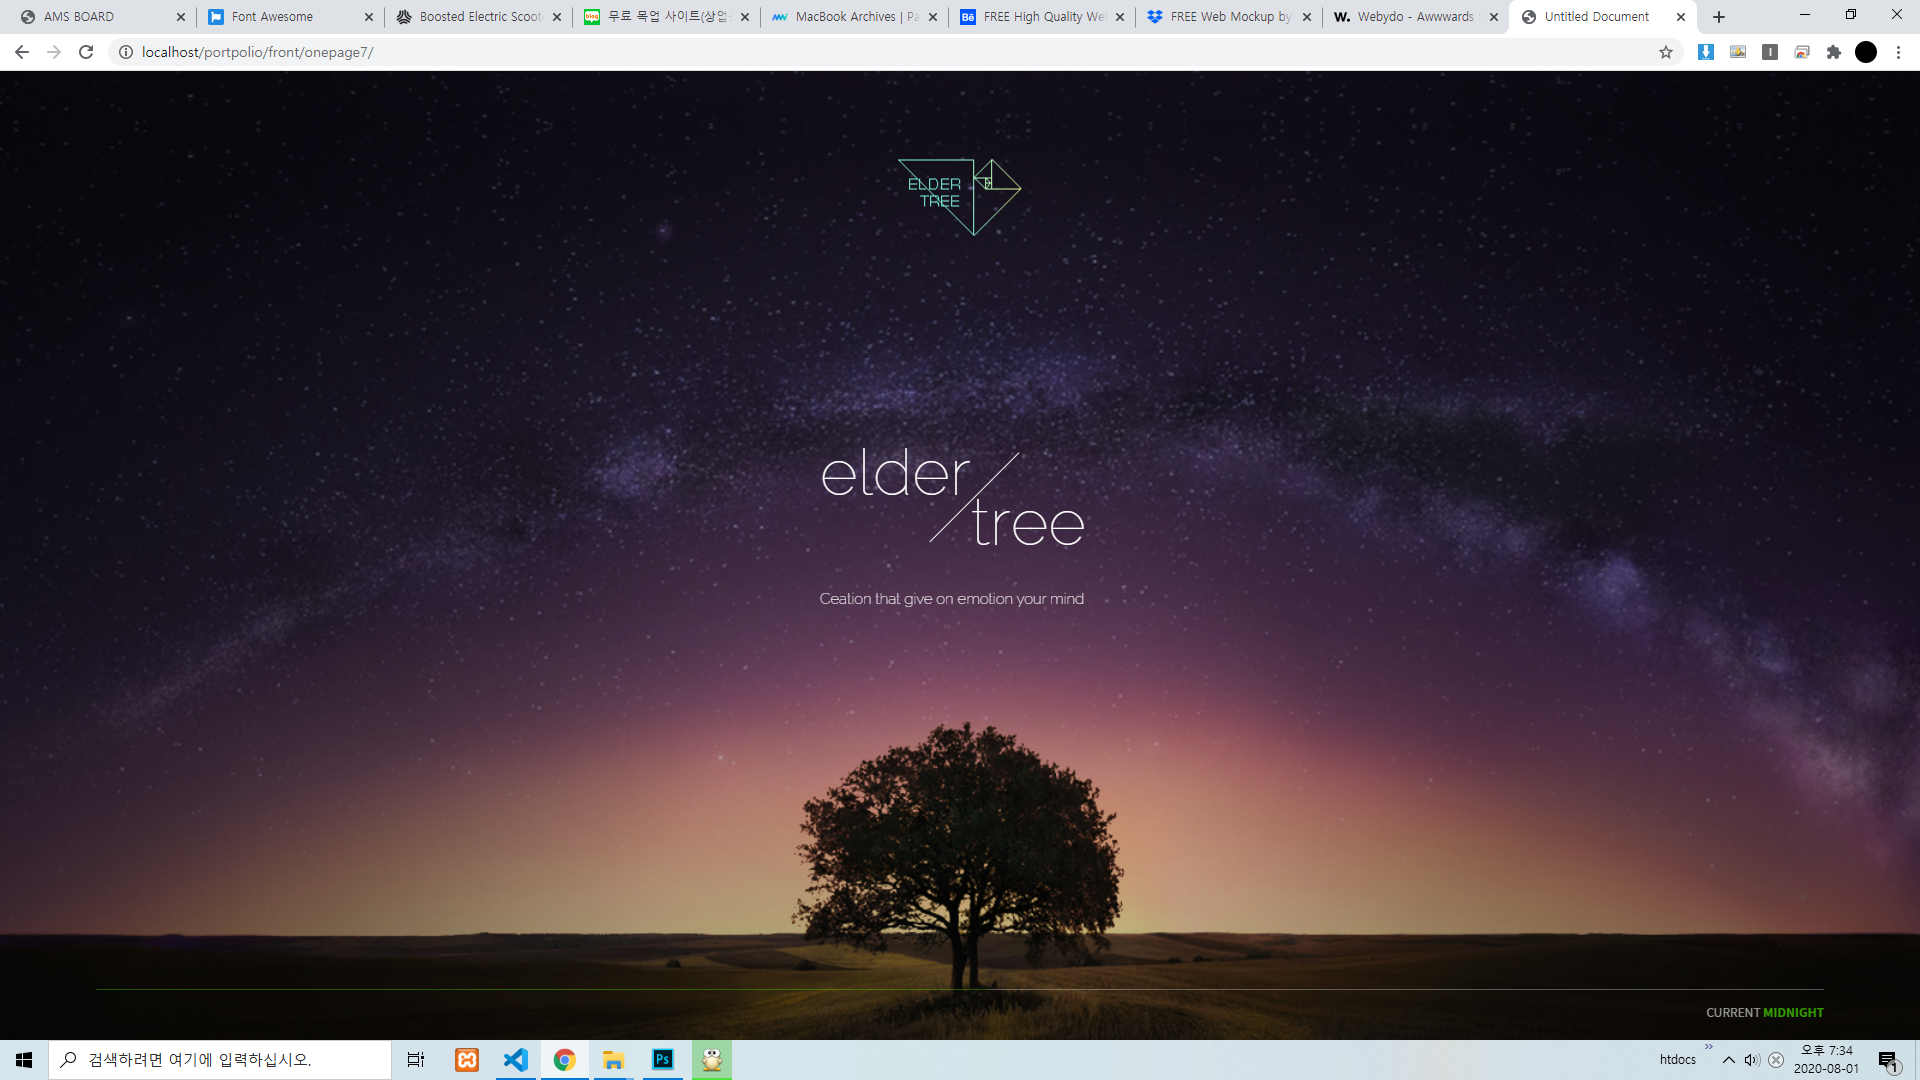 AMS BOARD
Font Awesome
Boosted Electric Scoot
무료 목업 사이트(상업
MacBook Archives | Pa
FREE High Quality We
FREE Web Mockup by
Webydo - Awwwards
Untitled Document
localhost/portpolio/front/onepage7/
ELDER
TREE
elder
tree
Ceation that give on emotion your mind
CURRENT MIDNIGHT
검색하려면 여기에 입력하십시오.
htdocs
오후 7:34
2020-08-01
1